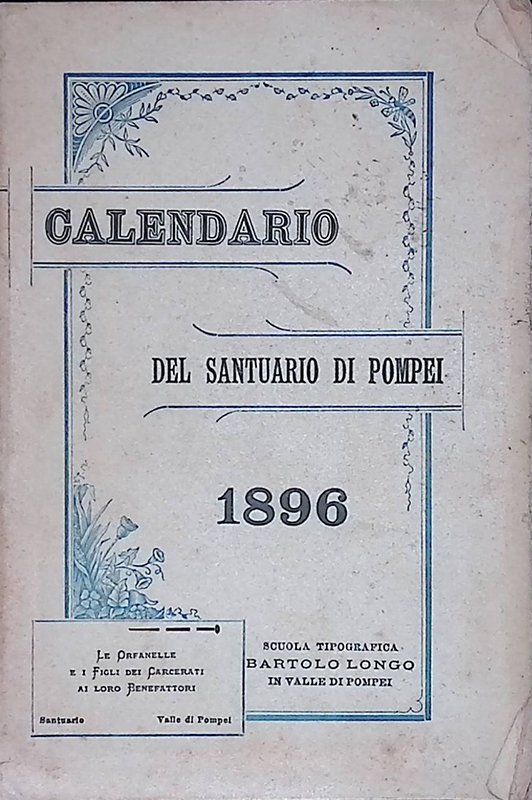 CALENDARIO
DEL SANTUARIO DI POMPEI
1896
LE ORFANELLE
E I FIGLI DEI CARCERATI
AI LORO BENEFATTORI
Santuario Valle di Pompei
SCUOLA TIPOGRAFICA
BARTOLO LONGO
IN VALLE DI POMPEI